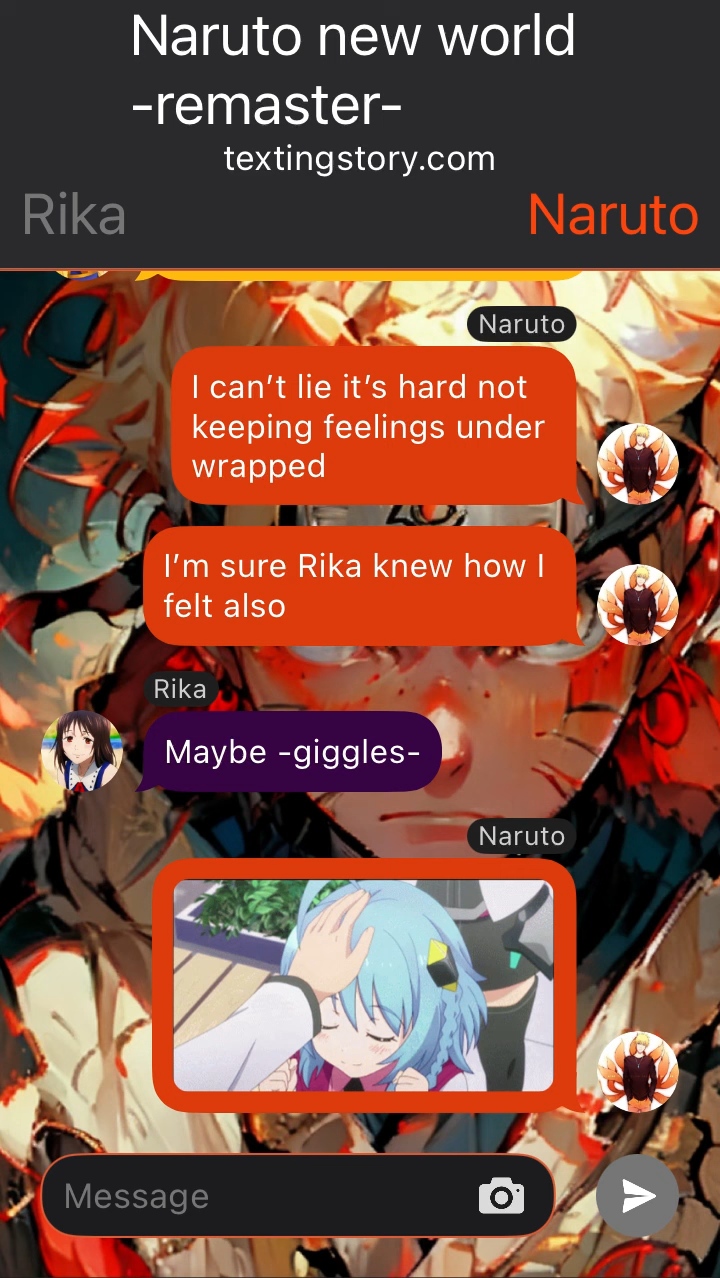 Naruto new world
-remaster-
textingstory.com
Rika
Naruto
Naruto
I can’t lie it’s hard not
keeping feelings under
wrapped
I’m sure Rika knew how I
felt also
Rika
Maybe -giggles-
Naruto
Message